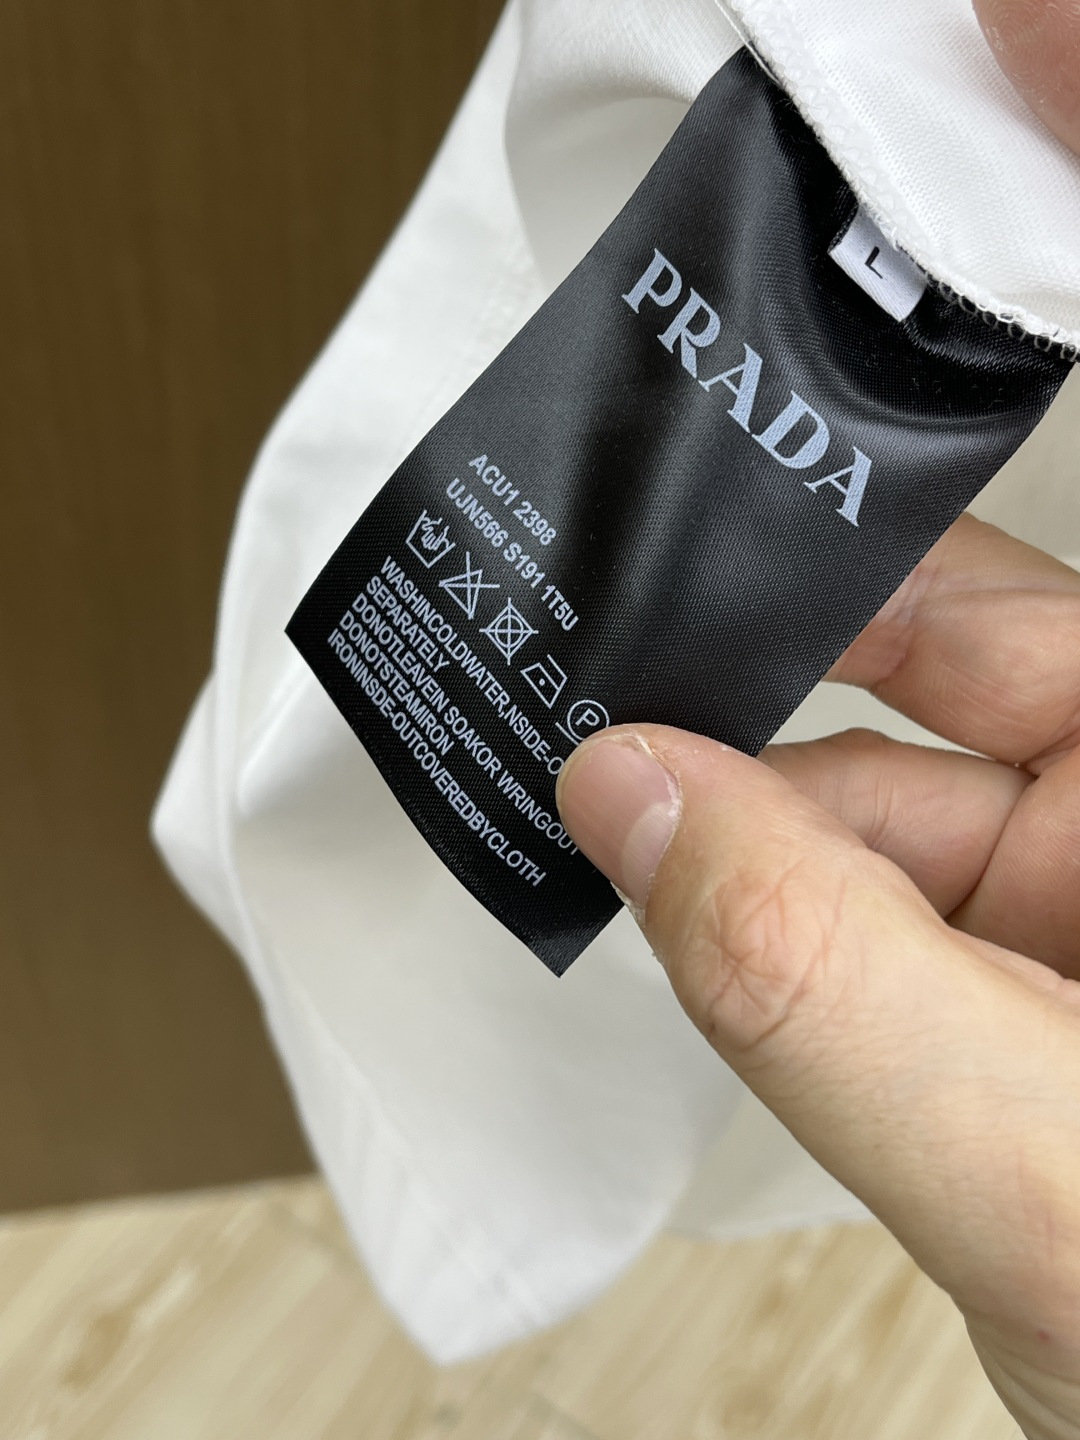 L
PRADA
ACU1 2398
UJN566 S191 1T5U
P
WASHINCOLDWATER,NSIDE-O
SEPARATELY
DONOTLEAVEIN SOAKOR WRINGOUT
DONOTSTEAMIRON
IRONINSDE-OUTCOVEREDBYCLOTH